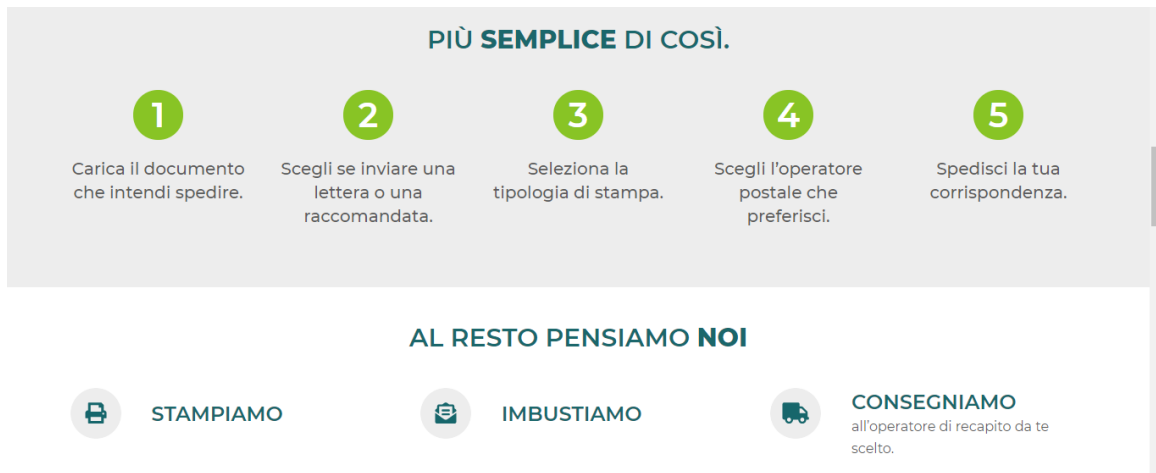 PIÙ SEMPLICE DI COSÌ.
1
Carica il documento
che intendi spedire.
2
Scegli se inviare una
lettera o una
raccomandata.
3
Seleziona la
tipologia di stampa.
4
Scegli l'operatore
postale che
preferisci.
5
Spedisci la tua
corrispondenza.
AL RESTO PENSIAMO NOI
STAMPIAMO
IMBUSTIAMO
CONSEGNIAMO
all'operatore di recapito da te
scelto.